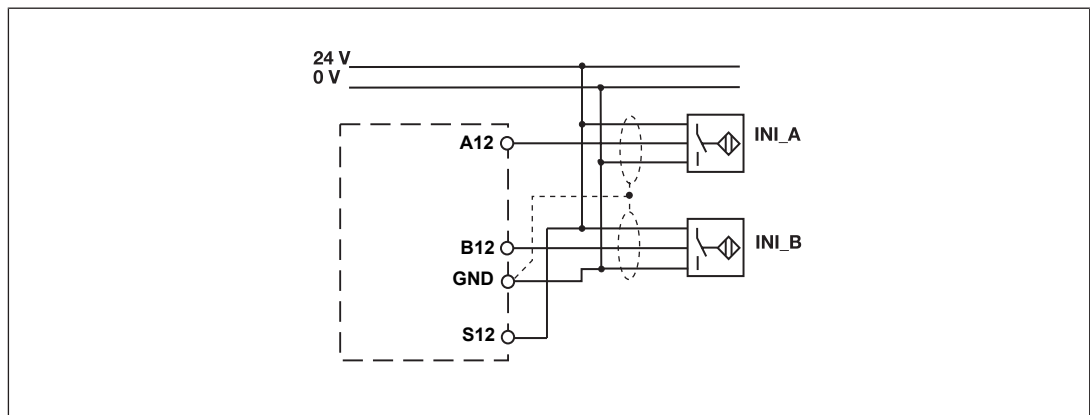 24 V
0 V
A12
INI_A
B12
INI_B
GND
S12